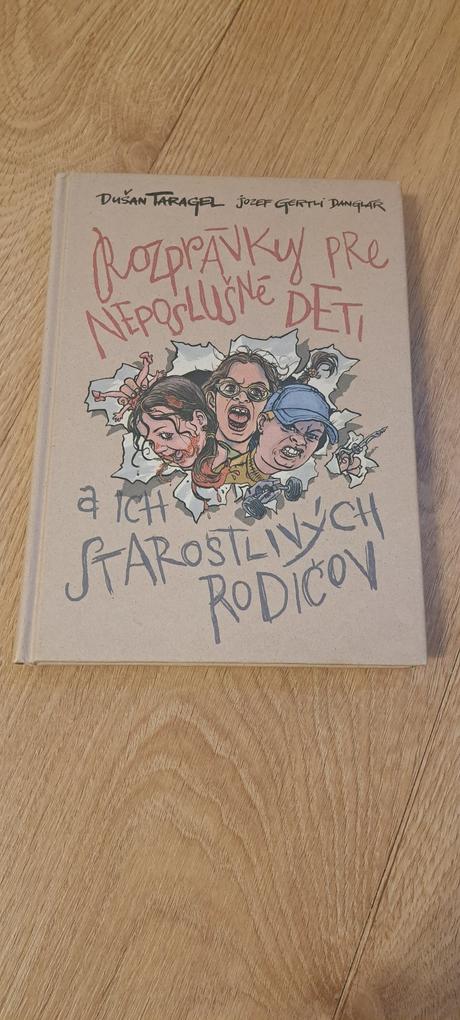 DUŠAN TARAGEL JOZEF GERTLI DANGLÁR
ROZPRÁVKY PRE
NEPOSLUŠNÉ DETI
a ICH
STAROSTLIVÝCH
RODIČOV